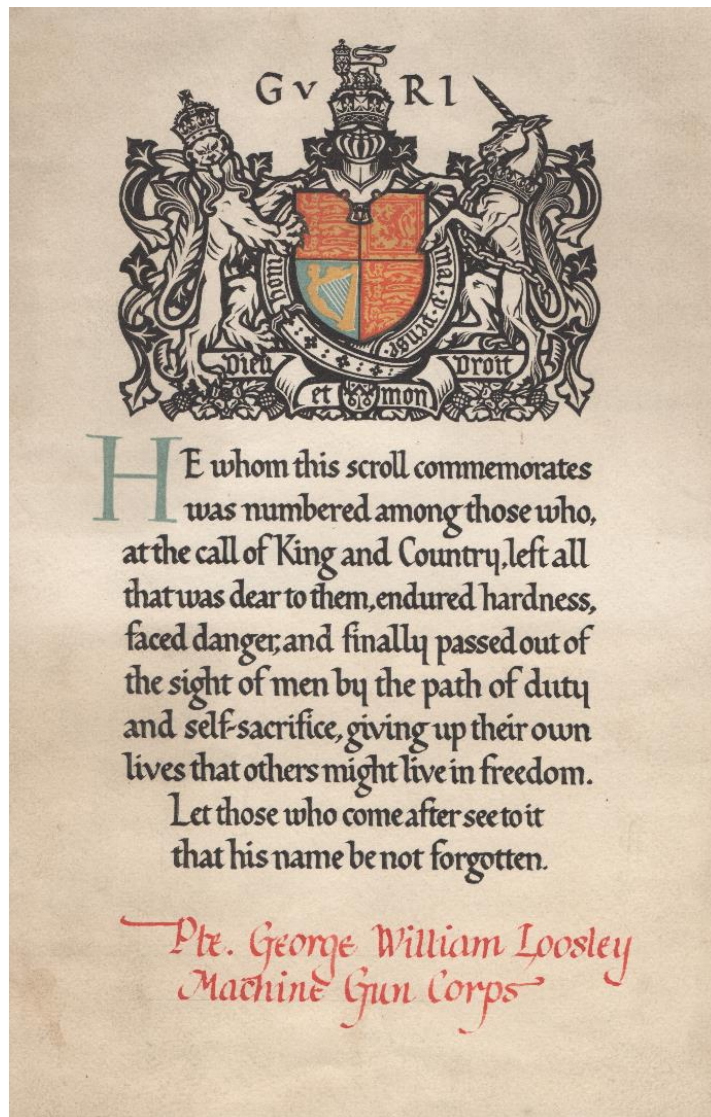 G V R I
HONI
mal · y · pense ·
Dieu Droit
et mon
HE whom this scroll commemorates
was numbered among those who,
at the call of King and Country, left all
that was dear to them, endured hardness,
faced danger, and finally passed out of
the sight of men by the path of duty
and self-sacrifice, giving up their own
lives that others might live in freedom.
Let those who come after see to it
that his name be not forgotten.
Pte. George William Loosley
Machine Gun Corps